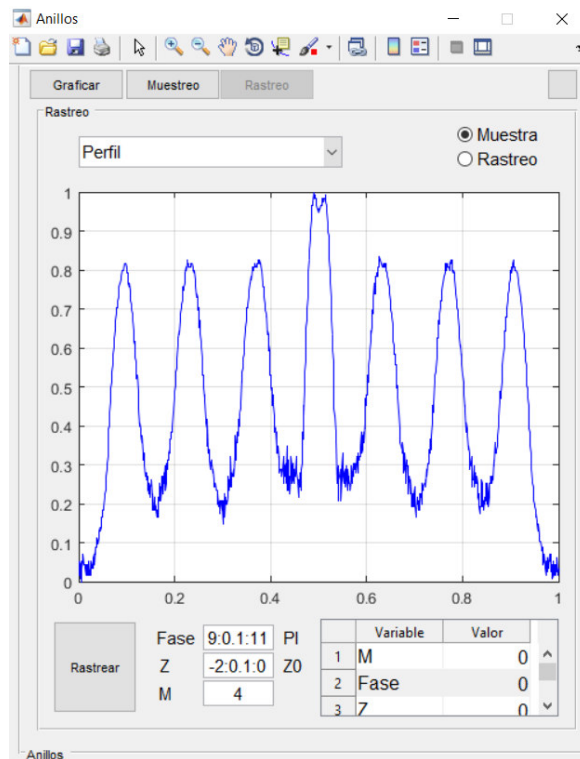 Anillos
Graficar Muestreo Rastreo
Rastreo
Perfil
Muestra
Rastreo
1
0.9
0.8
0.7
0.6
0.5
0.4
0.3
0.2
0.1
0
0 0.2 0.4 0.6 0.8 1
Rastrear
Fase 9:0.1:11 PI
Z -2:0.1:0 Z0
M 4
Variable Valor
1 M 0
2 Fase 0
3 Z 0
Anillos